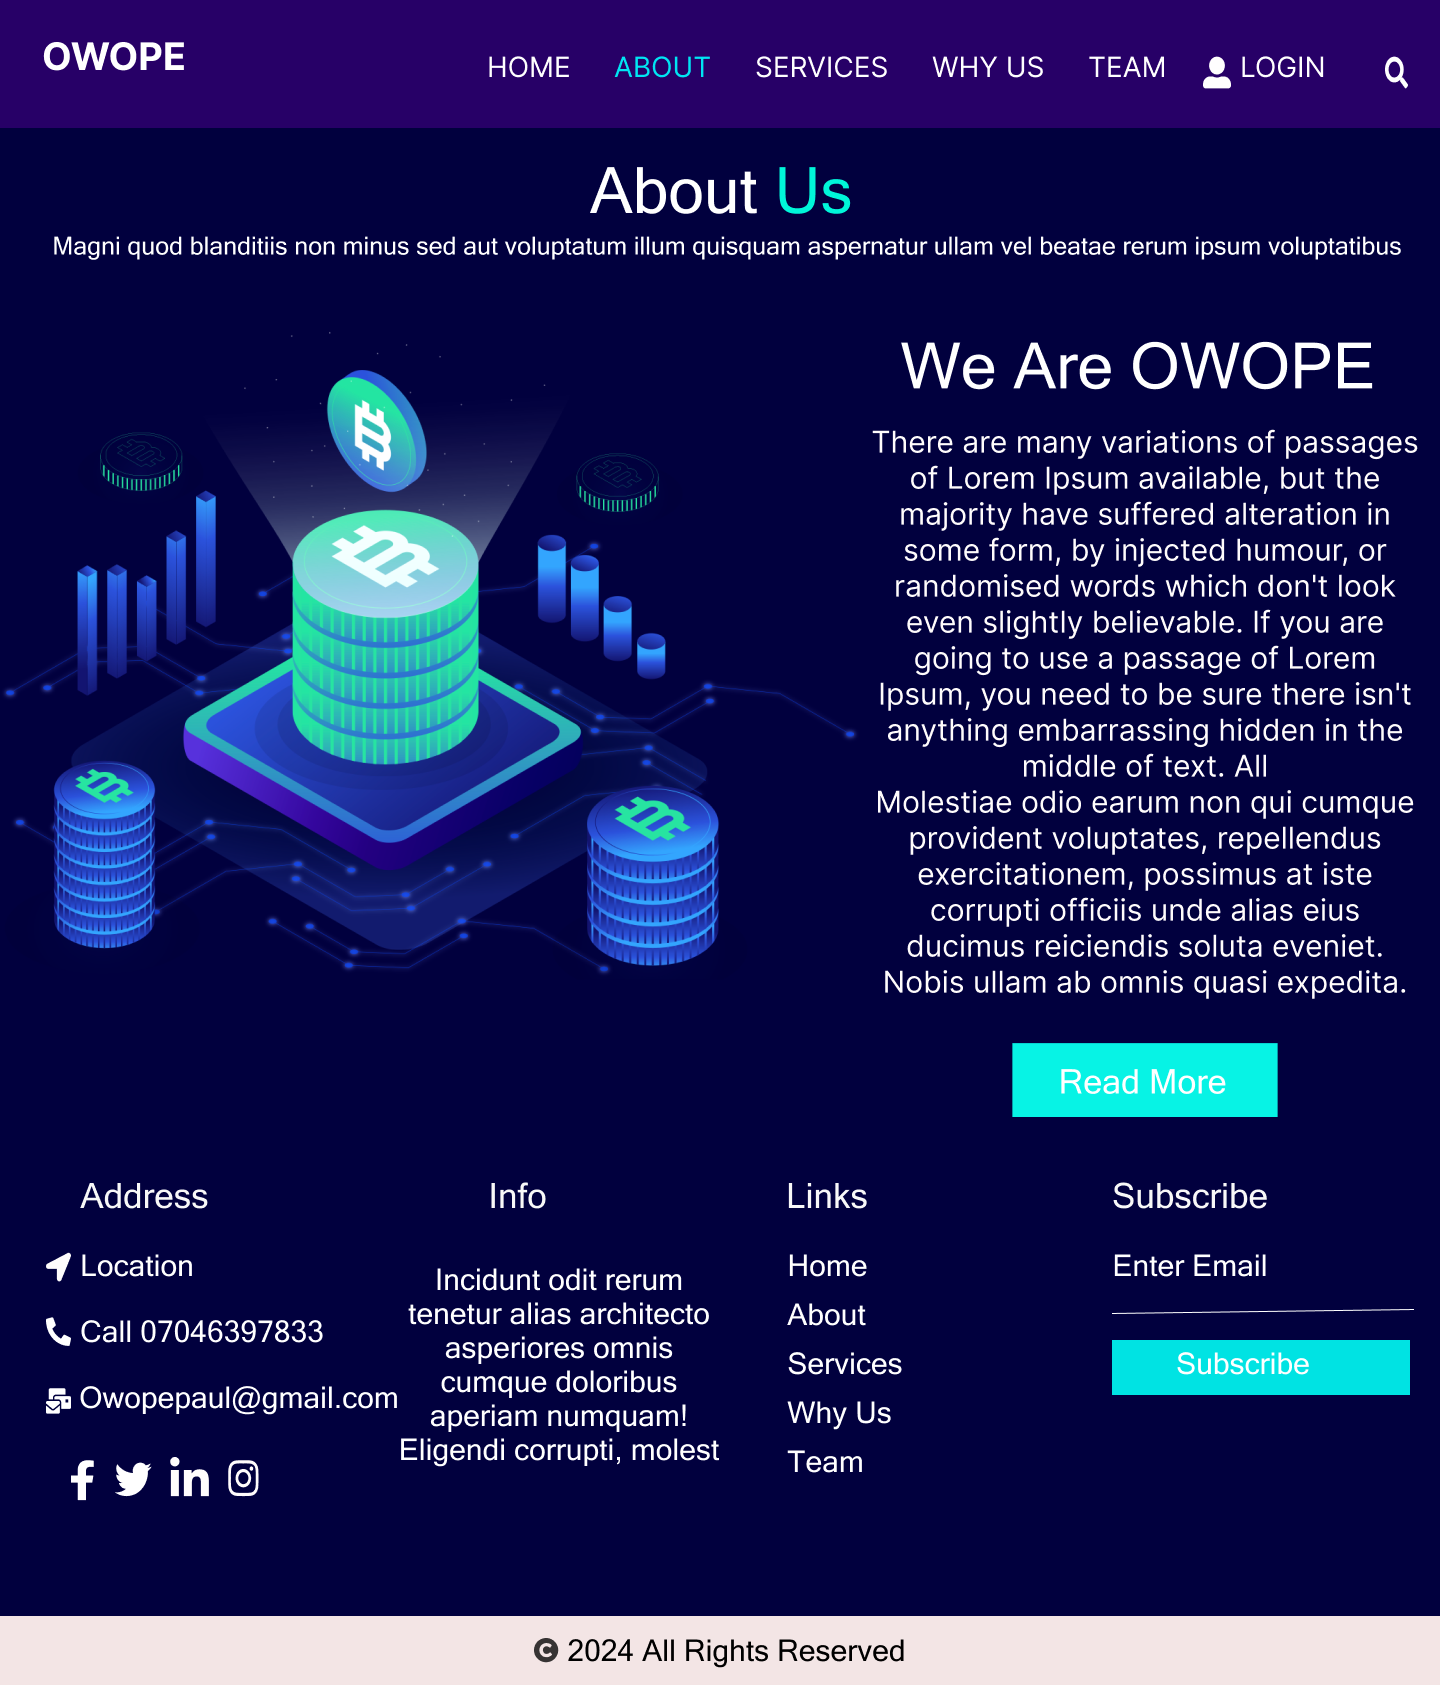 OWOPE
HOME ABOUT SERVICES WHY US TEAM LOGIN
About Us
Magni quod blanditiis non minus sed aut voluptatum illum quisquam aspernatur ullam vel beatae rerum ipsum voluptatibus
We Are OWOPE
There are many variations of passages
of Lorem Ipsum available, but the
majority have suffered alteration in
some form, by injected humour, or
randomised words which don't look
even slightly believable. If you are
going to use a passage of Lorem
Ipsum, you need to be sure there isn't
anything embarrassing hidden in the
middle of text. All
Molestiae odio earum non qui cumque
provident voluptates, repellendus
exercitationem, possimus at iste
corrupti officiis unde alias eius
ducimus reiciendis soluta eveniet.
Nobis ullam ab omnis quasi expedita.
Read More
Address
Location
Call 07046397833
Owopepaul@gmail.com
Info
Incidunt odit rerum
tenetur alias architecto
asperiores omnis
cumque doloribus
aperiam numquam!
Eligendi corrupti, molest
Links
Home
About
Services
Why Us
Team
Subscribe
Enter Email
Subscribe
© 2024 All Rights Reserved